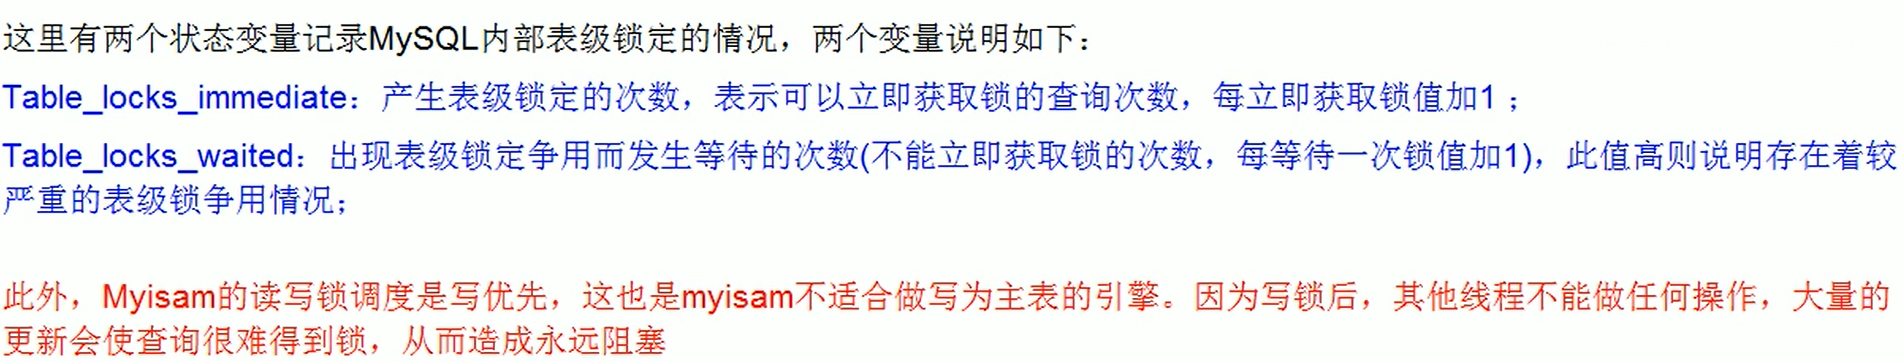 这里有两个状态变量记录MySQL内部表级锁定的情况，两个变量说明如下：
Table_locks_immediate：产生表级锁定的次数，表示可以立即获取锁的查询次数，每立即获取锁值加1 ；
Table_locks_waited：出现表级锁定争用而发生等待的次数(不能立即获取锁的次数，每等待一次锁值加1)，此值高则说明存在着较
严重的表级锁争用情况；
此外，Myisam的读写锁调度是写优先，这也是myisam不适合做写为主表的引擎。因为写锁后，其他线程不能做任何操作，大量的
更新会使查询很难得到锁，从而造成永远阻塞